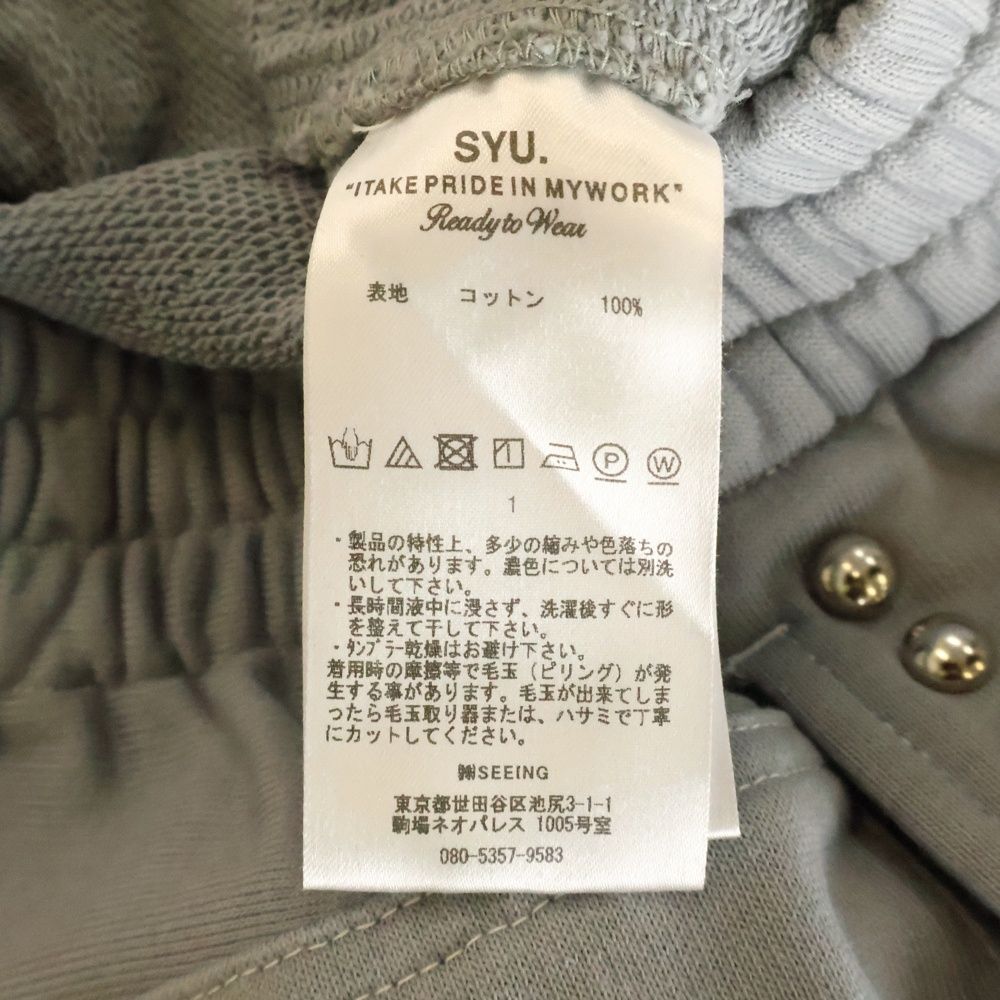 SYU.
"ITAKE PRIDE IN MYWORK"
Ready to Wear
表地 コットン 100%
P W
1
・製品の特性上、多少の縮みや色落ちの
恐れがあります。濃色については別洗
いして下さい。
・長時間液中に浸さず、洗濯後すぐに形
を整えて干して下さい。
・タンブラー乾燥はお避け下さい。
着用時の摩擦等で毛玉（ピリング）が発
生する事があります。毛玉が出来てしま
ったら毛玉取り器または、ハサミで丁寧
にカットしてください。
㈱SEEING
東京都世田谷区池尻3-1-1
駒場ネオパレス 1005号室
080-5357-9583